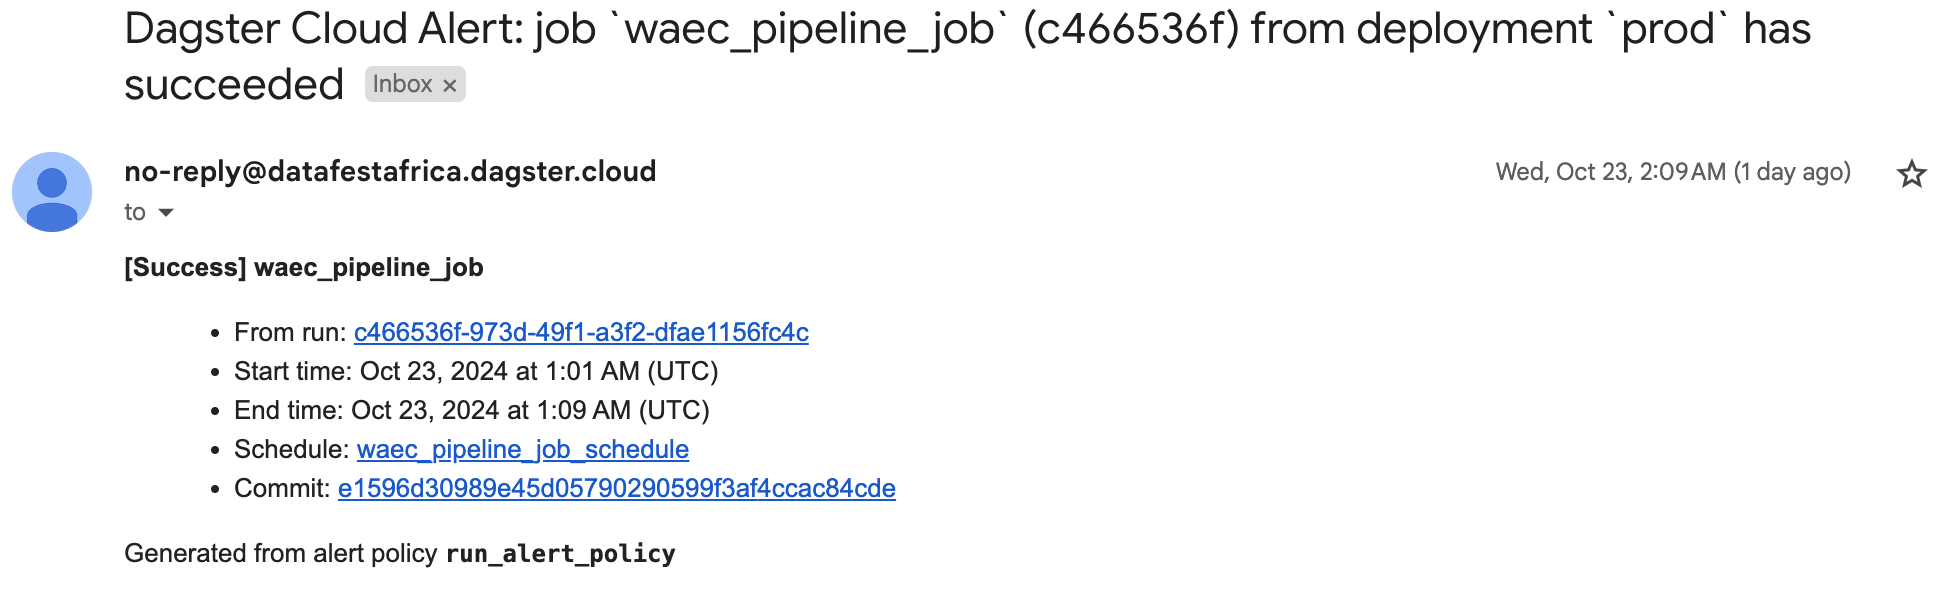 Dagster Cloud Alert: job `waec_pipeline_job` (c466536f) from deployment `prod` has
succeeded Inbox ×
no-reply@datafestafrica.dagster.cloud Wed, Oct 23, 2:09 AM (1 day ago)
to
[Success] waec_pipeline_job
• From run: c466536f-973d-49f1-a3f2-dfae1156fc4c
• Start time: Oct 23, 2024 at 1:01 AM (UTC)
• End time: Oct 23, 2024 at 1:09 AM (UTC)
• Schedule: waec_pipeline_job_schedule
• Commit: e1596d30989e45d05790290599f3af4ccac84cde
Generated from alert policy run_alert_policy